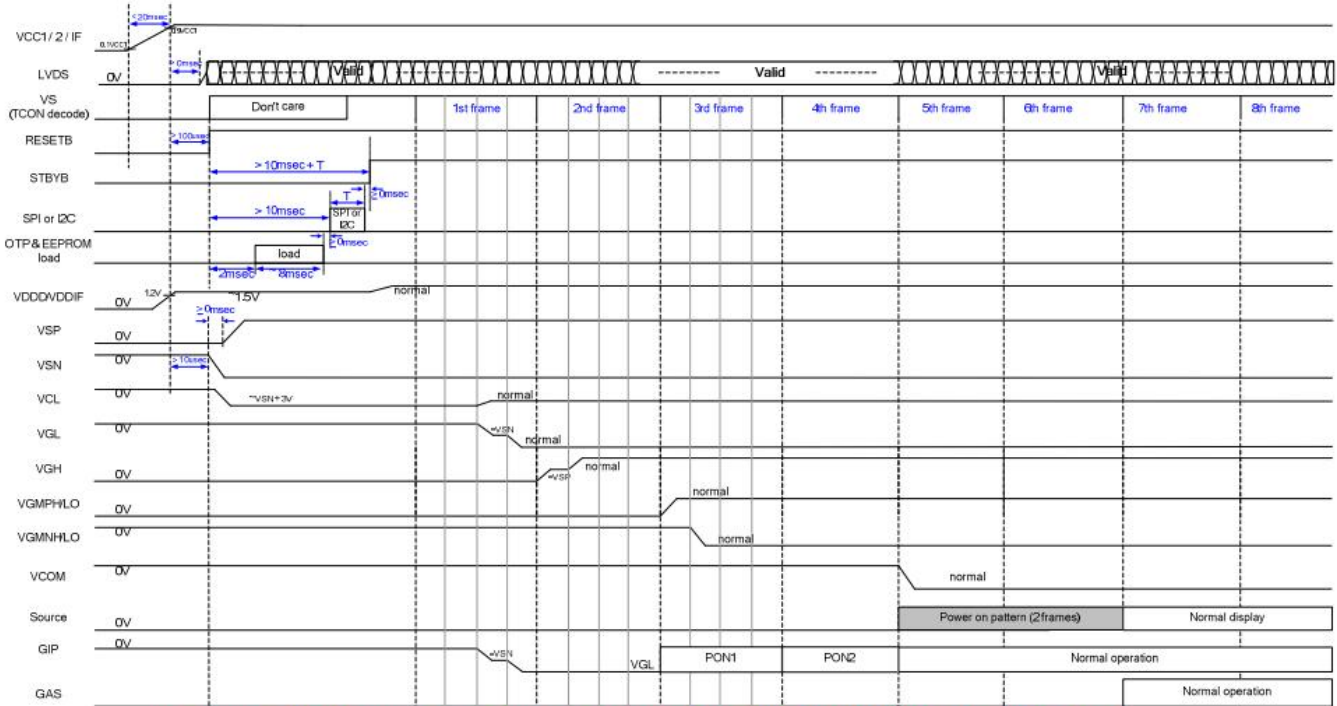 <20msec
VCC1/ 2 / IF
0.1VCC1
0.9VCC1
> 0msec
LVDS
0V
Valid
Valid
Valid
VS
(TCON decode)
Don't care
1st frame
2nd frame
3rd frame
4th frame
5th frame
6th frame
7th frame
8th frame
RESETB
> 100usec
STBYB
> 10msec + T
≥0msec
SPI or I2C
> 10msec
T
SPI or
I2C
≥0msec
OTP & EEPROM
load
load
2msec
~8msec
VDDD/VDDIF
0V
1.2V
~1.5V
normal
≥0msec
VSP
0V
VSN
0V
> 10usec
VCL
0V
~VSN+3V
normal
VGL
0V
=VSN
normal
VGH
0V
=VSP
normal
VGMPH/LO
0V
normal
VGMNH/LO
0V
normal
VCOM
0V
normal
Source
0V
Power on pattern (2frames)
Normal display
GIP
0V
=VSN
VGL
PON1
PON2
Normal operation
GAS
Normal operation